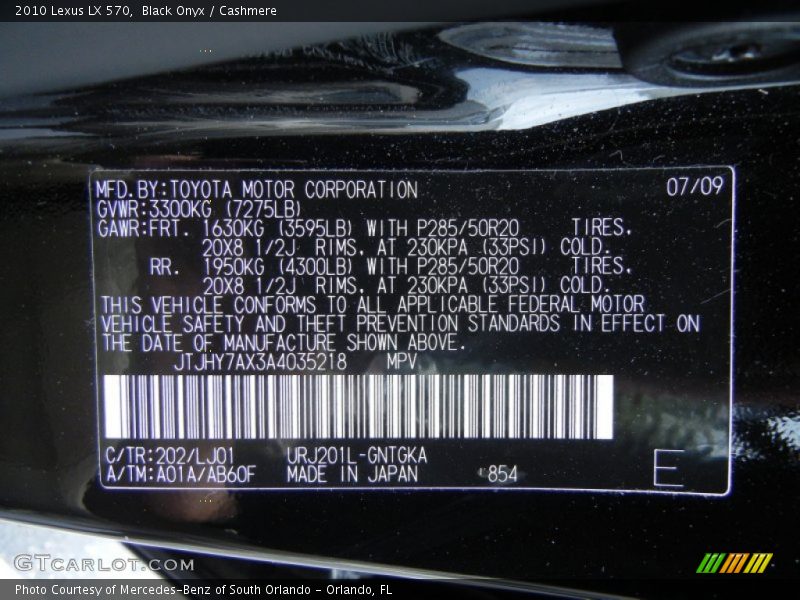 2010 Lexus LX 570, Black Onyx / Cashmere
MFD.BY:TOYOTA MOTOR CORPORATION 07/09
GVWR:3300KG (7275LB)
GAWR:FRT. 1630KG (3595LB) WITH P285/50R20 TIRES.
20X8 1/2J RIMS. AT 230KPA (33PSI) COLD.
RR. 1950KG (4300LB) WITH P285/50R20 TIRES.
20X8 1/2J RIMS. AT 230KPA (33PSI) COLD.
THIS VEHICLE CONFORMS TO ALL APPLICABLE FEDERAL MOTOR
VEHICLE SAFETY AND THEFT PREVENTION STANDARDS IN EFFECT ON
THE DATE OF MANUFACTURE SHOWN ABOVE.
JTJHY7AX3A4035218 MPV
C/TR:202/LJ01 URJ201L-GNTGKA
A/TM:A01A/AB60F MADE IN JAPAN 854 E
GTCARLOT.COM
Photo Courtesy of Mercedes-Benz of South Orlando - Orlando, FL